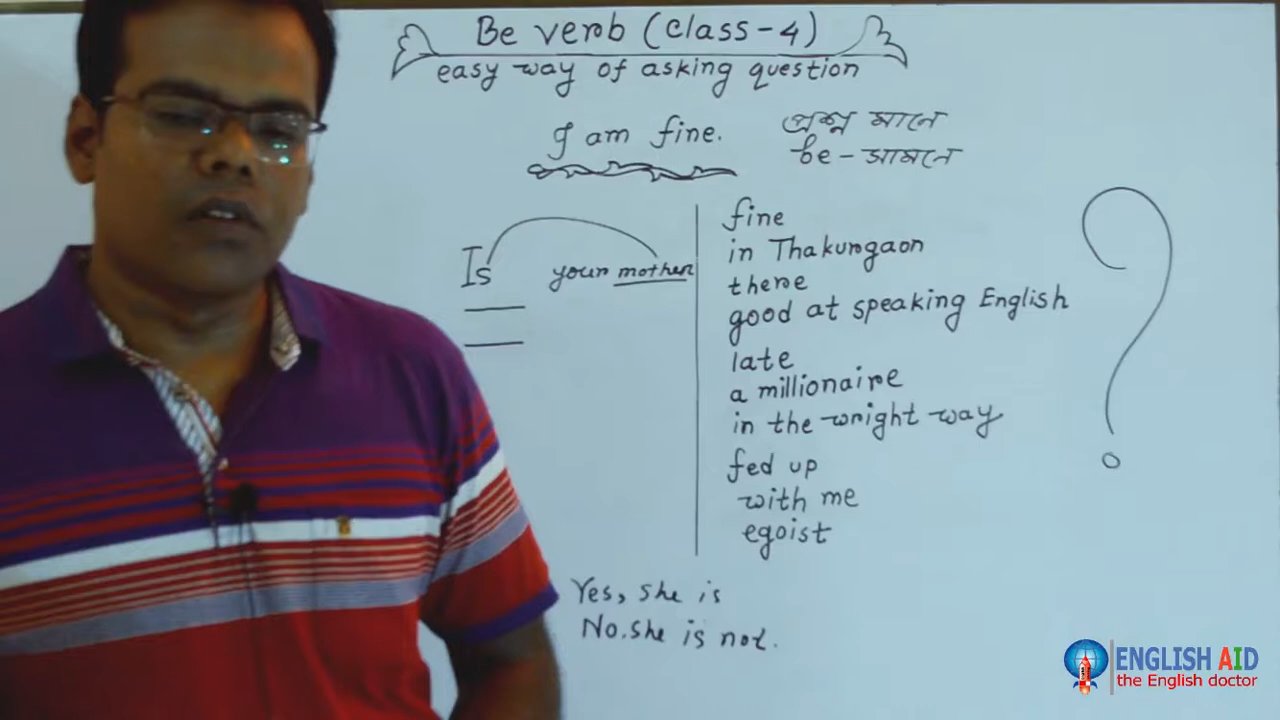 Be verb (class-4)
easy way of asking question
I am fine.
প্রশ্ন মানে
be - সামনে
Is your mother
fine
in Thakurgaon
there
good at speaking English
late
a millionaire
in the wright way
fed up
with me
egoist
?
Yes, she is
No. she is not.
ENGLISH AID
the English doctor